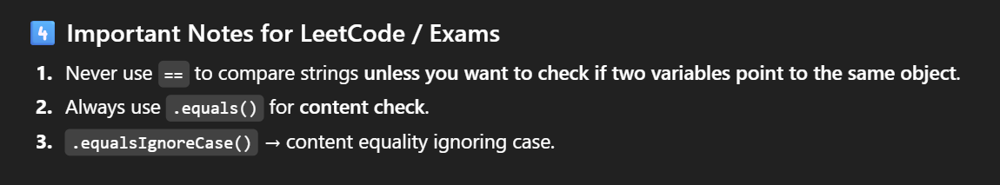 4 Important Notes for LeetCode / Exams
1. Never use == to compare strings unless you want to check if two variables point to the same object.
2. Always use .equals() for content check.
3. .equalsIgnoreCase() → content equality ignoring case.